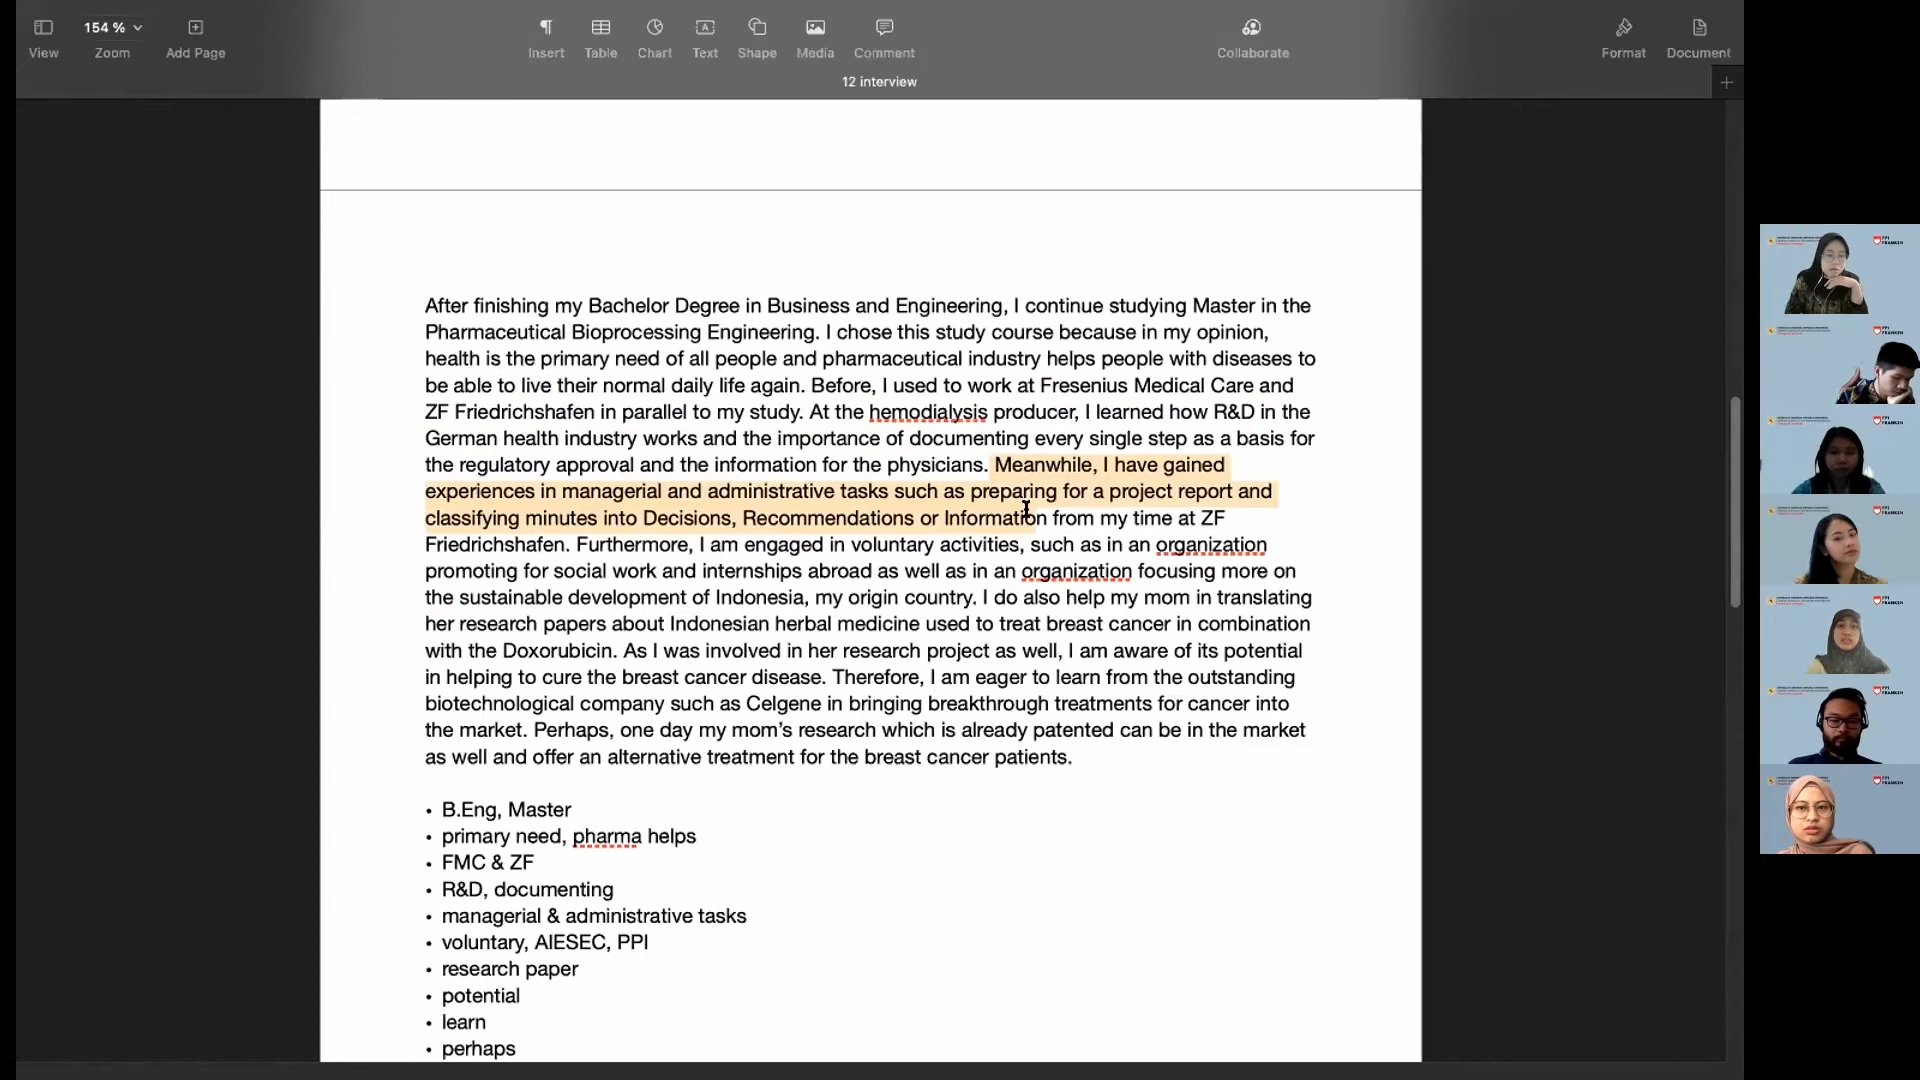 154 %
View
Zoom
Add Page
Insert
Table
Chart
Text
Shape
Media
Comment
Collaborate
Format
Document
12 interview
After finishing my Bachelor Degree in Business and Engineering, I continue studying Master in the
Pharmaceutical Bioprocessing Engineering. I chose this study course because in my opinion,
health is the primary need of all people and pharmaceutical industry helps people with diseases to
be able to live their normal daily life again. Before, I used to work at Fresenius Medical Care and
ZF Friedrichshafen in parallel to my study. At the hemodialysis producer, I learned how R&D in the
German health industry works and the importance of documenting every single step as a basis for
the regulatory approval and the information for the physicians. Meanwhile, I have gained
experiences in managerial and administrative tasks such as preparing for a project report and
classifying minutes into Decisions, Recommendations or Information from my time at ZF
Friedrichshafen. Furthermore, I am engaged in voluntary activities, such as in an organization
promoting for social work and internships abroad as well as in an organization focusing more on
the sustainable development of Indonesia, my origin country. I do also help my mom in translating
her research papers about Indonesian herbal medicine used to treat breast cancer in combination
with the Doxorubicin. As I was involved in her research project as well, I am aware of its potential
in helping to cure the breast cancer disease. Therefore, I am eager to learn from the outstanding
biotechnological company such as Celgene in bringing breakthrough treatments for cancer into
the market. Perhaps, one day my mom’s research which is already patented can be in the market
as well and offer an alternative treatment for the breast cancer patients.
• B.Eng, Master
• primary need, pharma helps
• FMC & ZF
• R&D, documenting
• managerial & administrative tasks
• voluntary, AIESEC, PPI
• research paper
• potential
• learn
• perhaps
PPI
FRANKEN
PPI
FRANKEN
PPI
FRANKEN
PPI
FRANKEN
PPI
FRANKEN
PPI
FRANKEN